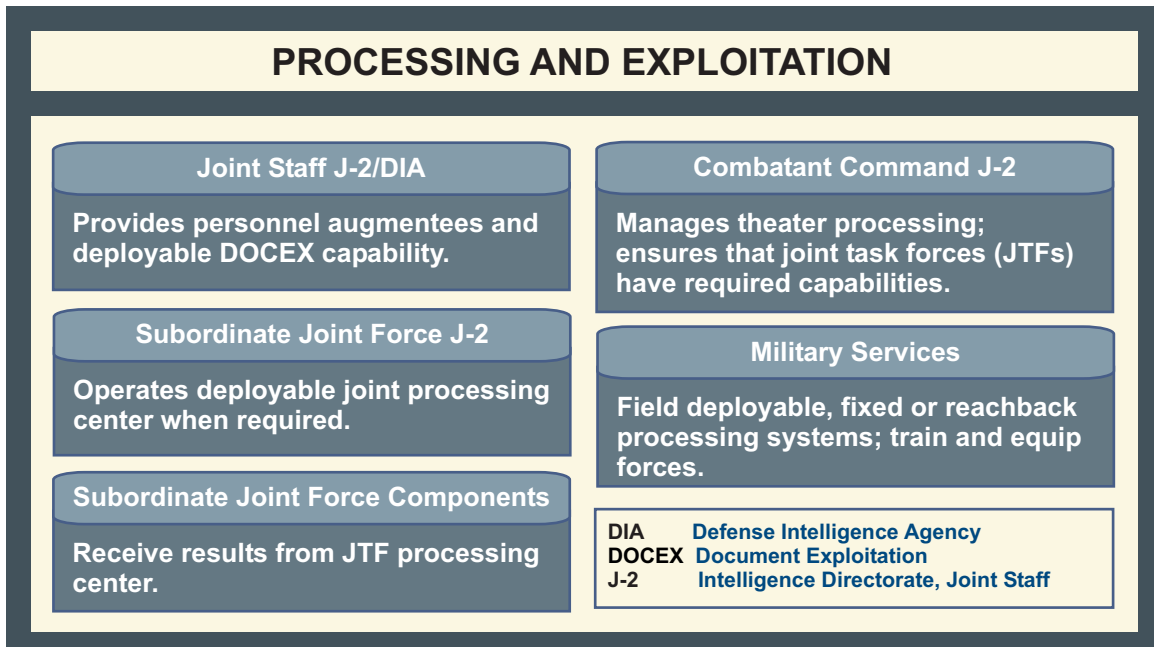 PROCESSING AND EXPLOITATION
Joint Staff J-2/DIA
Provides personnel augmentees and
deployable DOCEX capability.
Subordinate Joint Force J-2
Operates deployable joint processing
center when required.
Subordinate Joint Force Components
Receive results from JTF processing
center.
Combatant Command J-2
Manages theater processing;
ensures that joint task forces (JTFs)
have required capabilities.
Military Services
Field deployable, fixed or reachback
processing systems; train and equip
forces.
DIA Defense Intelligence Agency
DOCEX Document Exploitation
J-2 Intelligence Directorate, Joint Staff